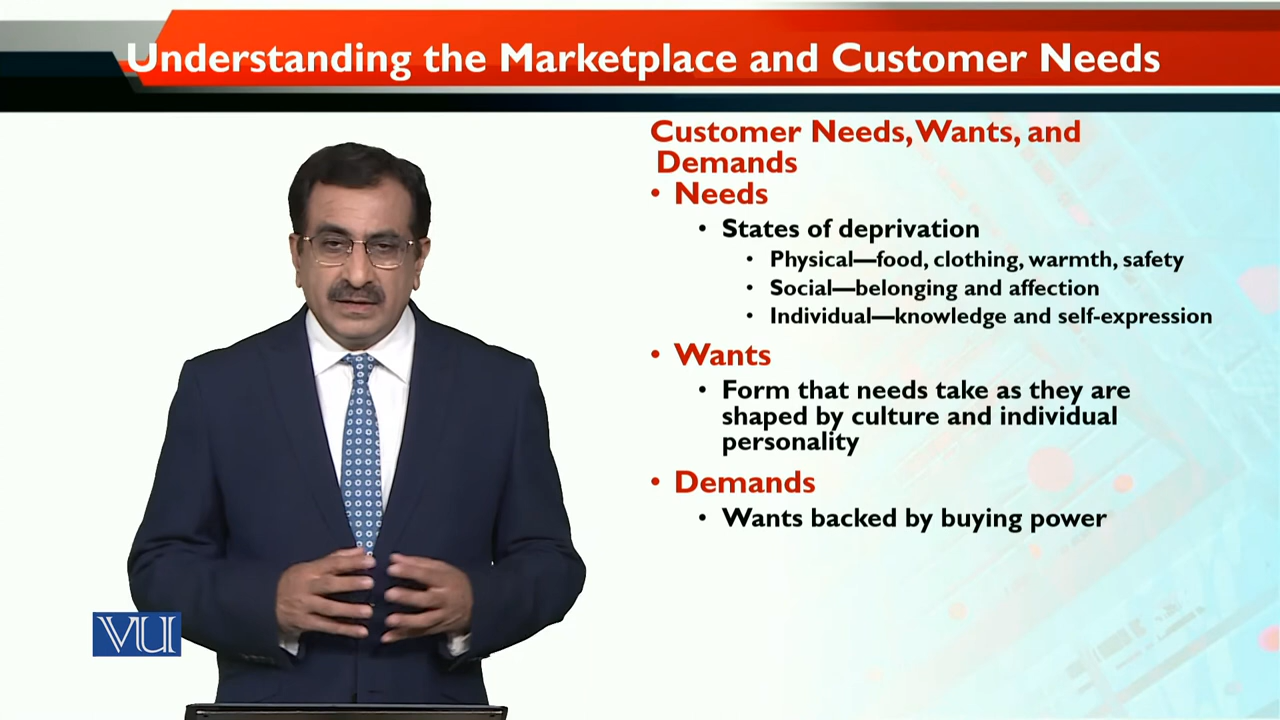 Understanding the Marketplace and Customer Needs
Customer Needs, Wants, and
Demands
• Needs
• States of deprivation
• Physical—food, clothing, warmth, safety
• Social—belonging and affection
• Individual—knowledge and self-expression
• Wants
• Form that needs take as they are
shaped by culture and individual
personality
• Demands
• Wants backed by buying power
VU